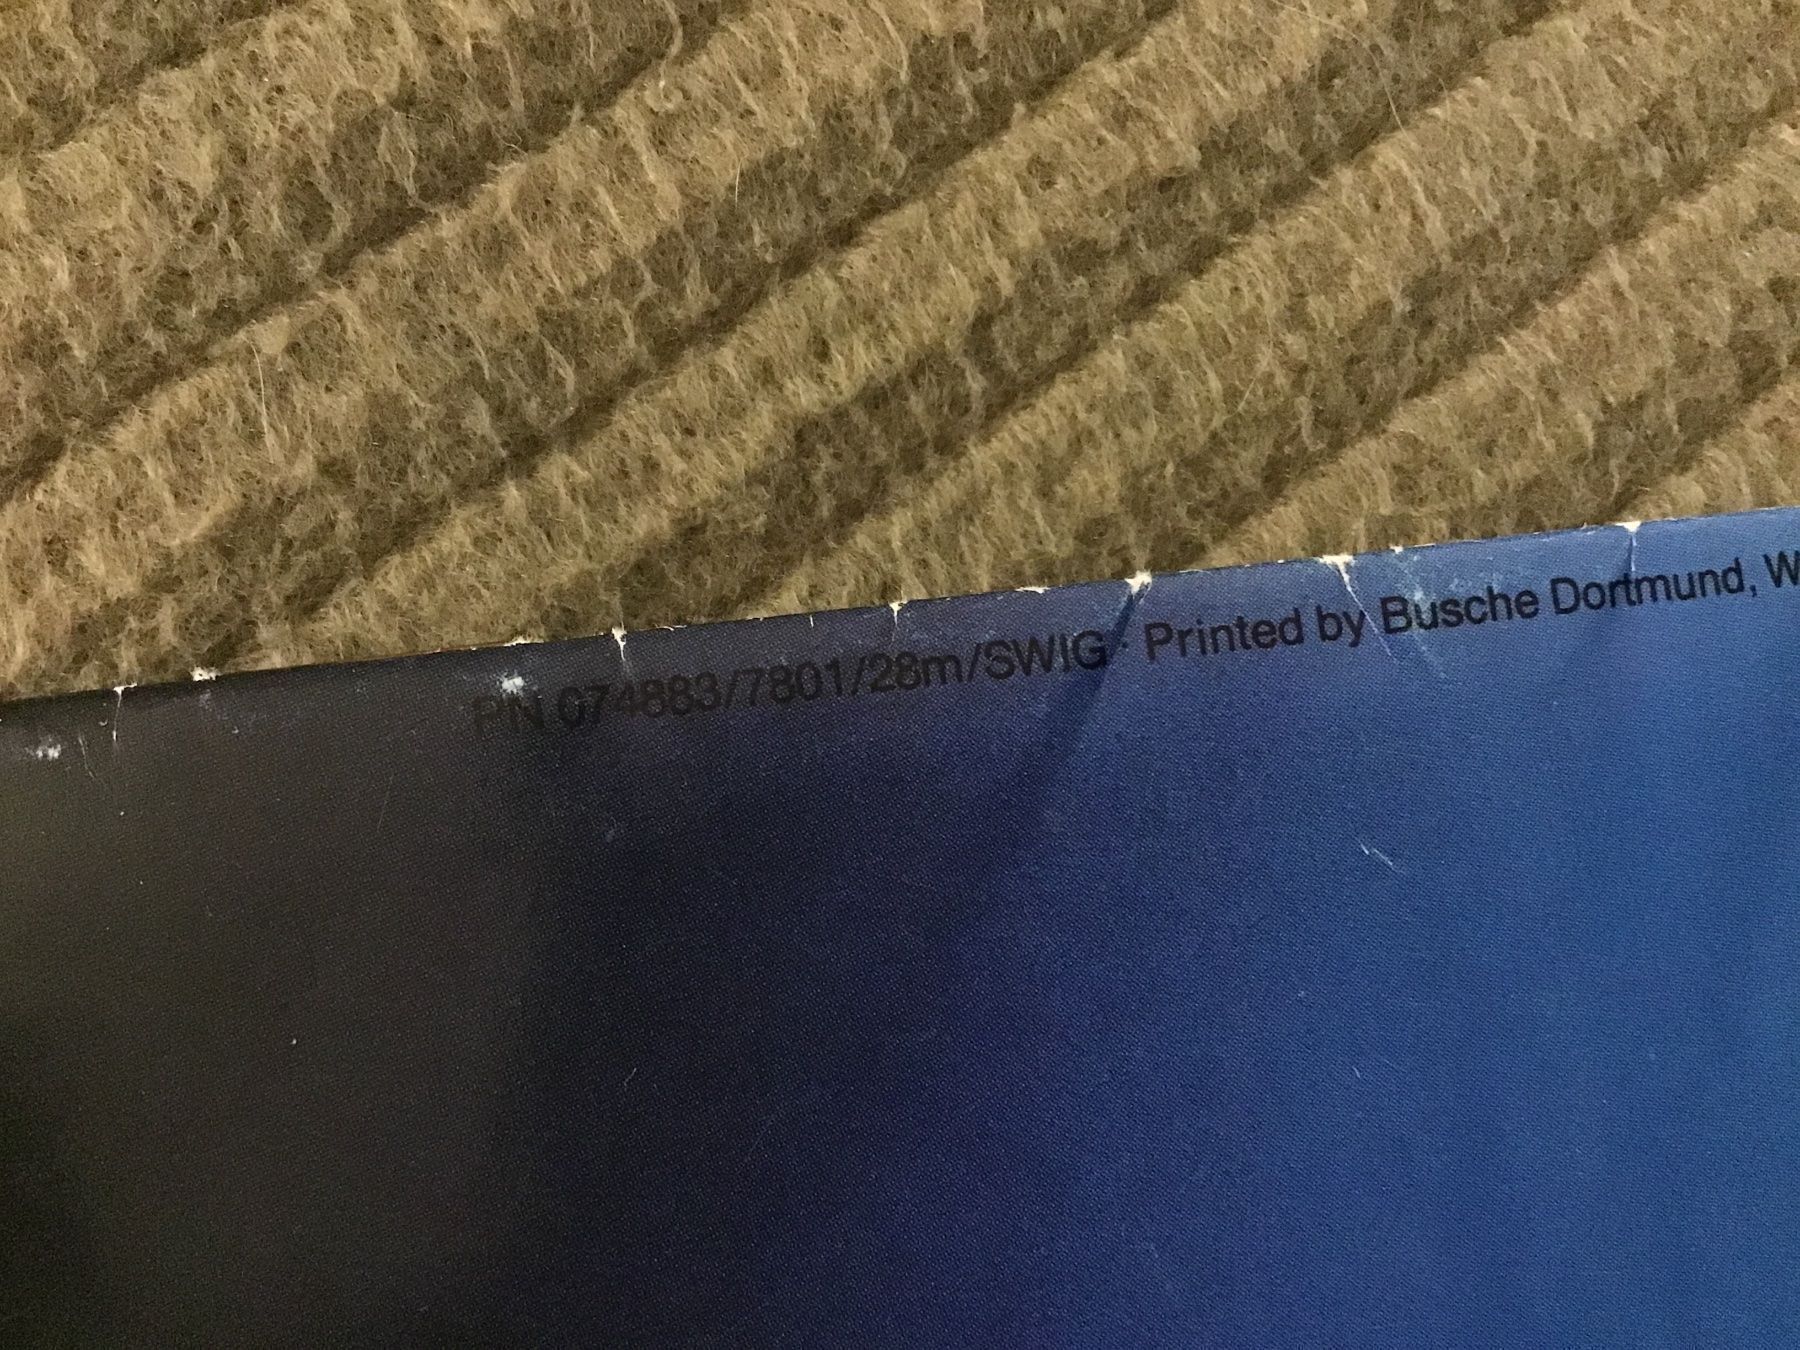 PN 074883/7801/28m/SWIG · Printed by Busche Dortmund, W